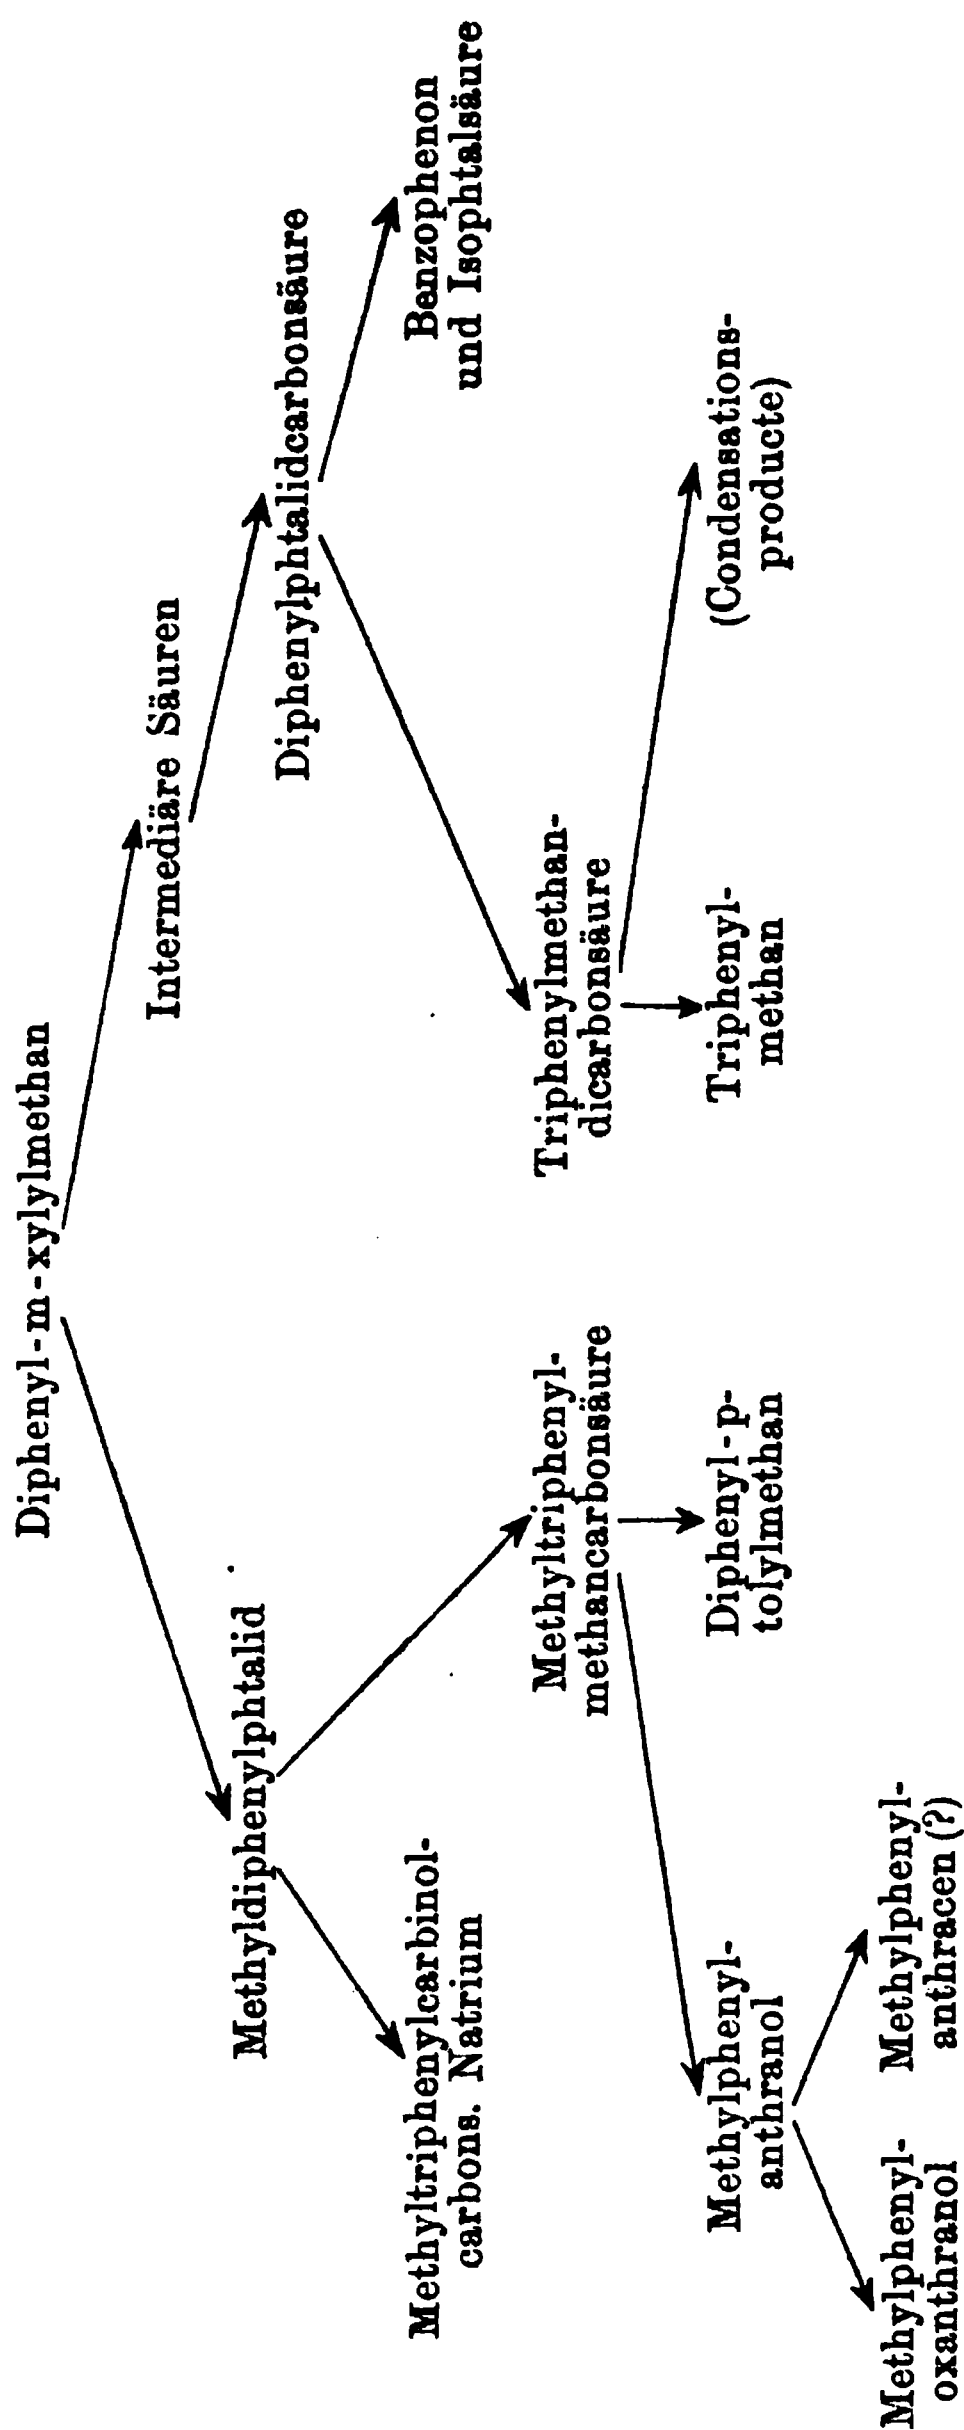 Diphenyl-m-xylylmethan
Intermediäre Säuren
Methyldiphenylphtalid
Diphenylphtalidcarbonsäure
Methyltriphenylcarbinol-
carbons. Natrium
Benzophenon
und Isophtalsäure
Methyltriphenyl-
methancarbonsäure
Triphenylmethan-
dicarbonsäure
Methylphenyl-
anthranol
Diphenyl-p-
tolylmethan
Triphenyl-
methan
(Condensations-
producte)
Methylphenyl-
oxanthranol
Methylphenyl-
anthracen (?)